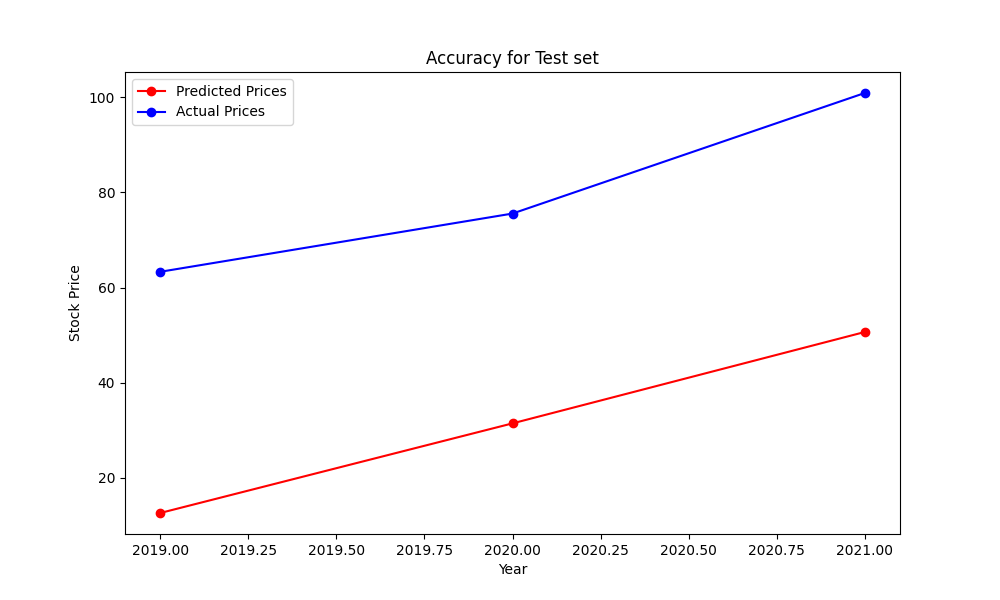 Accuracy for Test set
Predicted Prices
Actual Prices
100
80
60
40
20
Stock Price
2019.00 2019.25 2019.50 2019.75 2020.00 2020.25 2020.50 2020.75 2021.00
Year